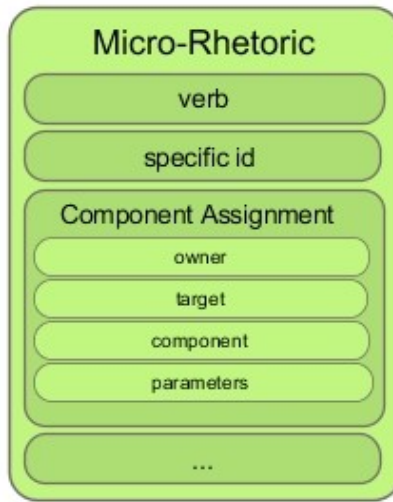 Micro-Rhetoric
verb
specific id
Component Assignment
owner
target
component
parameters
...